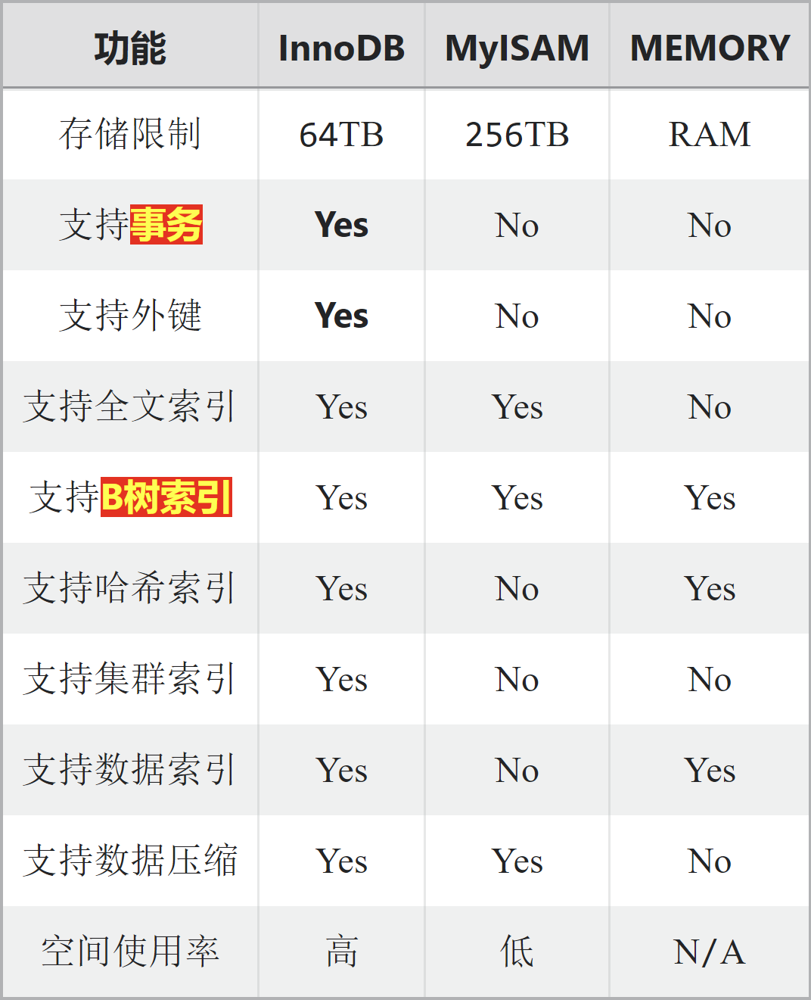 功能 InnoDB MyISAM MEMORY
存储限制 64TB 256TB RAM
支持事务 Yes No No
支持外键 Yes No No
支持全文索引 Yes Yes No
支持B树索引 Yes Yes Yes
支持哈希索引 Yes No Yes
支持集群索引 Yes No No
支持数据索引 Yes No Yes
支持数据压缩 Yes Yes No
空间使用率 高 低 N/A